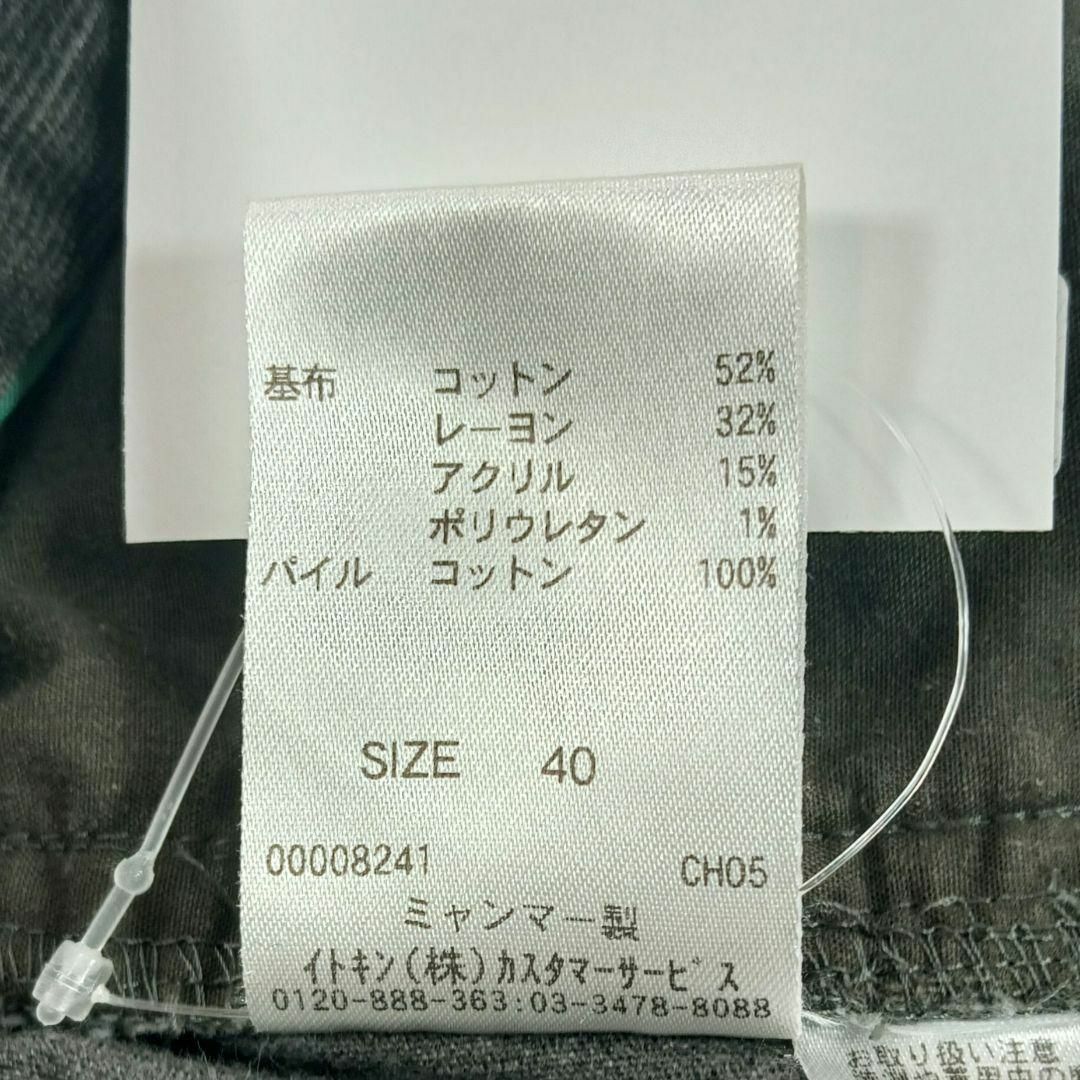 基布 コットン 52%
レーヨン 32%
アクリル 15%
ポリウレタン 1%
パイル コットン 100%
SIZE 40
00008241 CH05
ミャンマー製
イトキン(株)カスタマーサービス
0120-888-363:03-3478-8088
お取り扱い注意